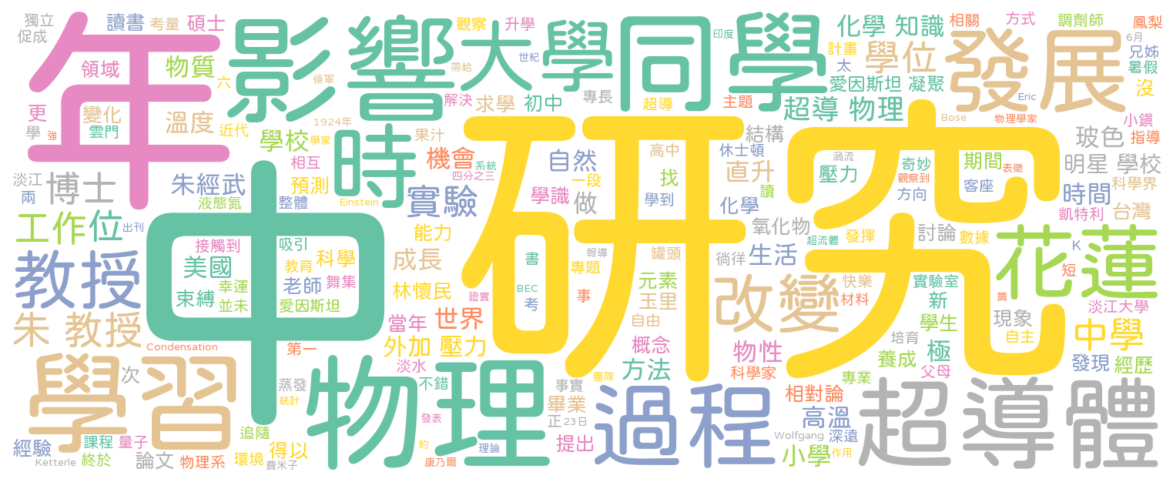 獨立 讀書 考量 碩士 觀察 升學 印度 化學 知識 相關 方式 調劑師 鳳梨
促成 年 影響 大學 同學 世紀 計畫 學位 發展 6月 兄姊
領域 物質 六 領軍 帶給 太 愛因斯坦 凝聚 暑假
更 變化 溫度 近代 解決 求學 初中 專長 超導 主題 超導 物理 Eric 沒
學 強 雲門 學校 學家 1924年 果汁 高中 休士頓 結構 Bose 物理學家 玻色 小鎮 指導
淡江 博士 朱經武 相互 預測 時 機會 四分之三 系統 自然 一段 找 直升 渦流 壓力 奇妙 觀察到 期間 表徵 明星 學校
兩 液態氮 整體 Einstein 實驗 學識 做 學到 化學 讀 方向 客座 時間 科學界
工作 位 出刊 中 能力 研究 氧化物 發揮 討論 數據 凱特利 台灣
接觸到 吸引 書 報導 罐頭 徜徉 生活 超流體 花蓮
教授 美國 教育 科學 成長 專題 元素 快樂 實驗室 K 短
束縛 幸運 老師 舞集 BEC 事 玉里 改變 材料 新 篇 淡江大學
並未 愛因斯坦 林懷民 證實 考 自由 培育 學生 現象 自主
朱 教授 當年 世界 概念 物性 極 中學
Condensation 第一 外加 壓力 方法 科學家 養成 父母 發現 經歷
學習 次 物理 淡水 不錯 事實 團隊 過程 專業 相對論 超導體
蒸發 統計 畢業 高溫
經驗 課程 量子 追隨 得以 發表 正 23日 提出 Wolfgang 深遠
Ketterle 終於 論文 物理系 環境 費米子 約 康乃爾 理論 小學 作用